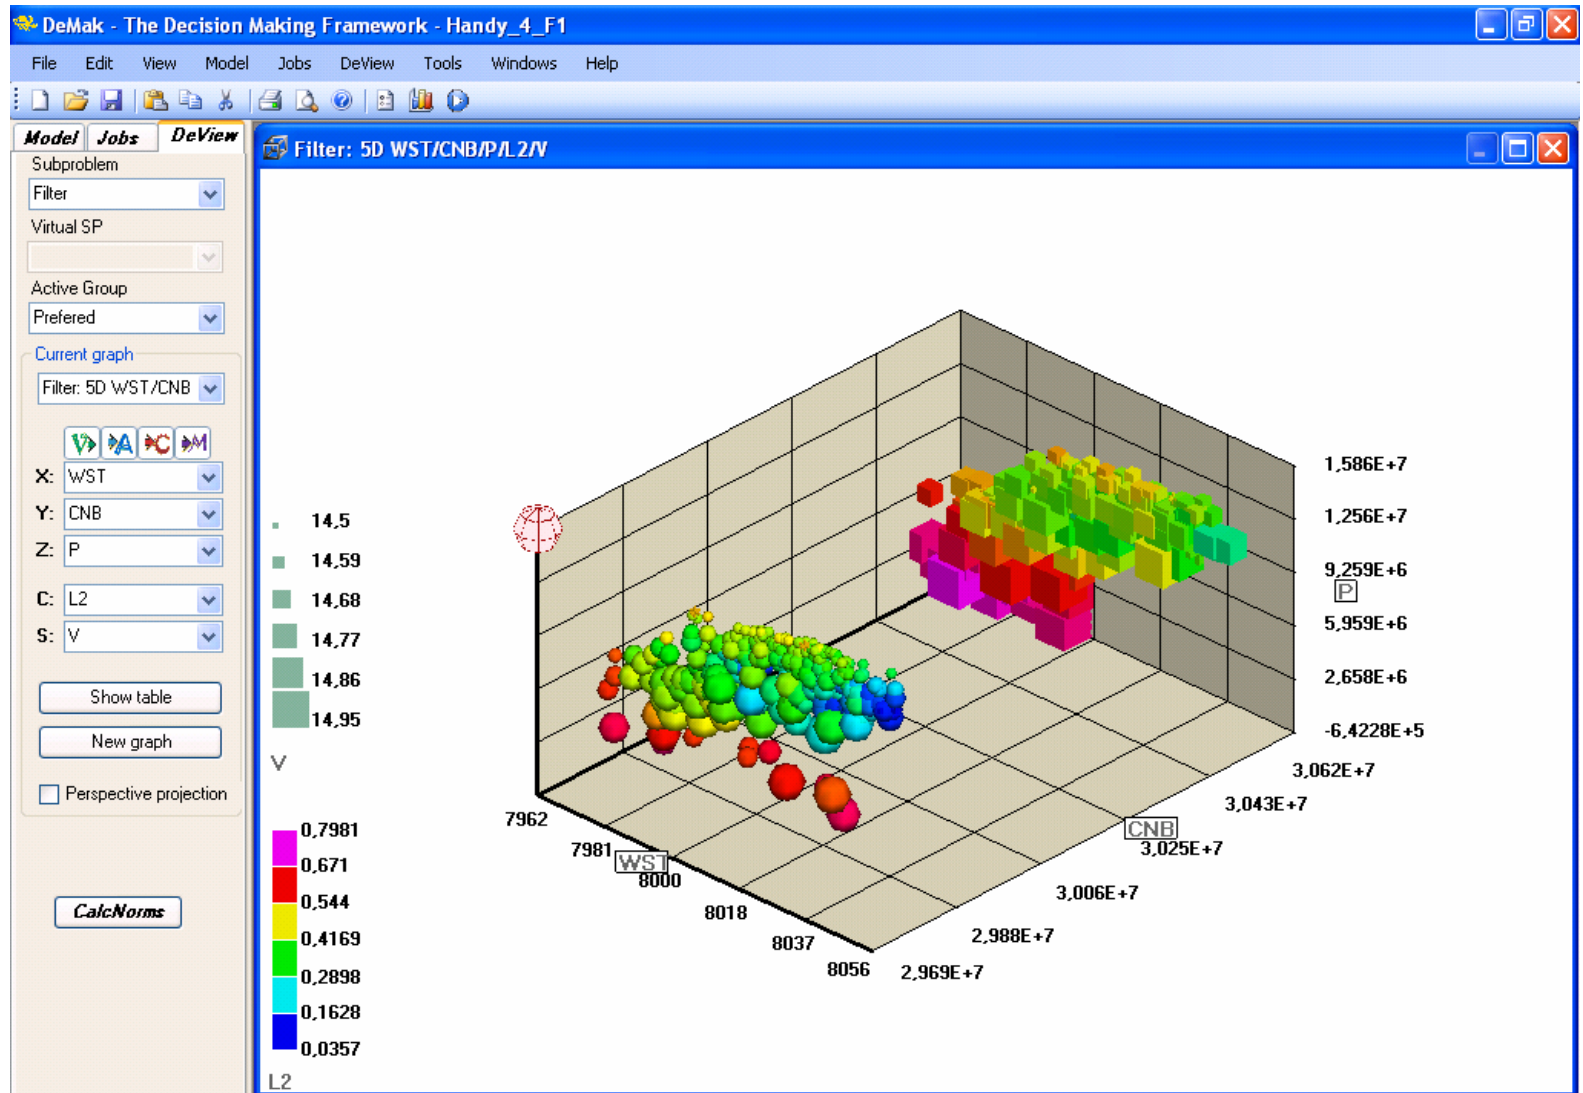 DeMak - The Decision Making Framework - Handy_4_F1
File Edit View Model Jobs DeView Tools Windows Help
Model Jobs DeView
Subproblem
Filter
Virtual SP
Active Group
Prefered
Current graph
Filter: 5D WST/CNB
V A C M
X: WST
Y: CNB
Z: P
C: L2
S: V
Show table
New graph
Perspective projection
CalcNorms
Filter: 5D WST/CNB/P/L2/V
14,5
14,59
14,68
14,77
14,86
14,95
V
0,7981
0,671
0,544
0,4169
0,2898
0,1628
0,0357
L2
1,586E+7
1,256E+7
9,259E+6
P
5,959E+6
2,658E+6
-6,4228E+5
3,062E+7
3,043E+7
CNB
3,025E+7
3,006E+7
2,988E+7
2,969E+7
7962
7981
WST
8000
8018
8037
8056